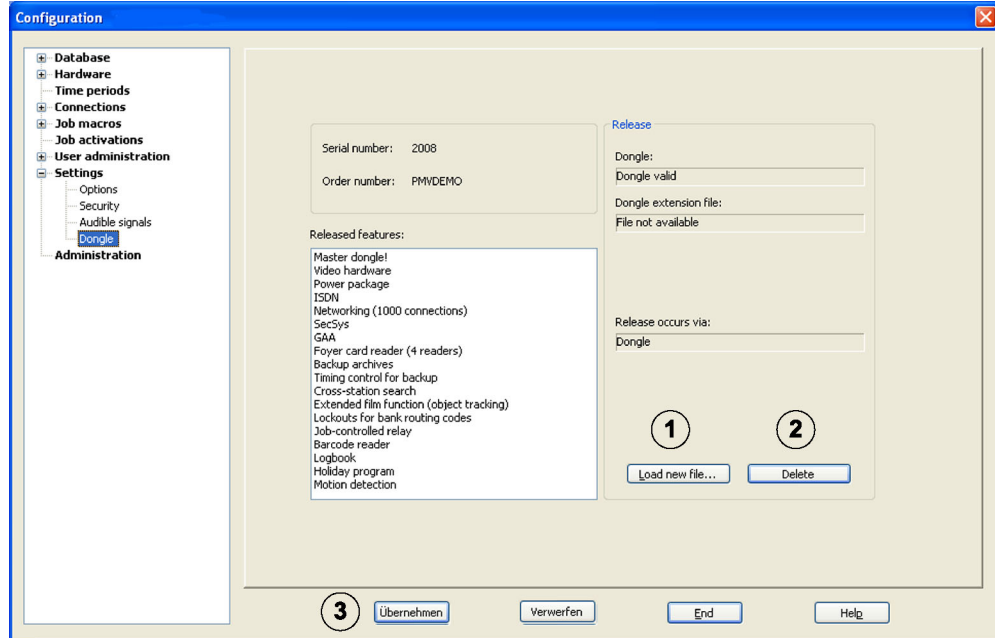 Configuration
Database
Hardware
Time periods
Connections
Job macros
Job activations
User administration
Settings
Options
Security
Audible signals
Dongle
Administration
Serial number: 2008
Order number: PMVDEMO
Released features:
Master dongle!
Video hardware
Power package
ISDN
Networking (1000 connections)
SecSys
GAA
Foyer card reader (4 readers)
Backup archives
Timing control for backup
Cross-station search
Extended film function (object tracking)
Lockouts for bank routing codes
Job-controlled relay
Barcode reader
Logbook
Holiday program
Motion detection
Release
Dongle:
Dongle valid
Dongle extension file:
File not available
Release occurs via:
Dongle
1 2
Load new file... Delete
3 Übernehmen Verwerfen End Help